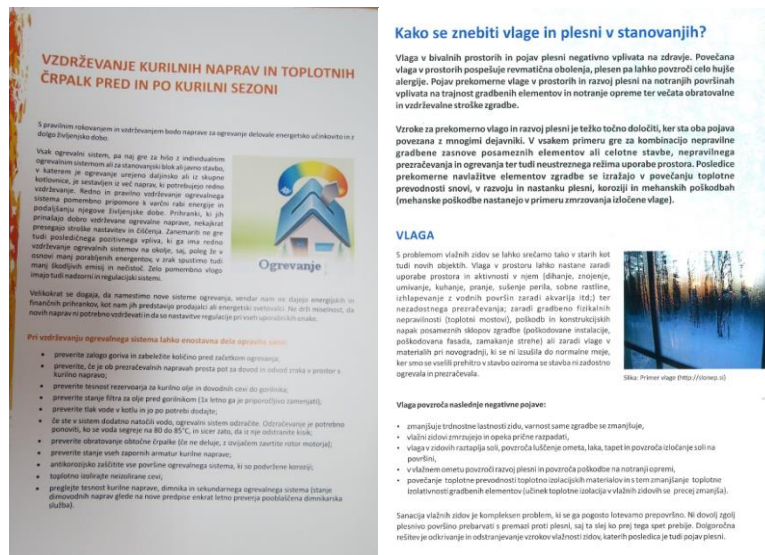 VZDRŽEVANJE KURILNIH NAPRAV IN TOPLOTNIH
ČRPALK PRED IN PO KURILNI SEZONI
S pravilnim rokovanjem in vzdrževanjem bodo naprave za ogrevanje delovale energetsko učinkovito in z
dolgo življenjsko dobo.
Vsak ogrevalni sistem, pa naj gre za hišo z individualnim
ogrevalnim sistemom ali za stanovanjski blok ali javno stavbo,
v katerem je ogrevanje urejeno daljinsko ali iz skupne
kotlovnice, je sestavljen iz več naprav, ki potrebujejo redno
vzdrževanje. Redno in pravilno vzdrževanje ogrevalnega
sistema pomembno pripomore k varčni rabi energije in
podaljšanju njegove življenjske dobe. Prihranki, ki jih
prinašajo dobro vzdrževane ogrevalne naprave, nekajkrat
presegajo stroške nastavitev in čiščenja. Zanemariti ne gre
tudi posledičnega pozitivnega vpliva, ki ga ima redno
vzdrževanje ogrevalnih sistemov na okolje, saj, poleg že v
osnovi manj porabljenih energentov, v zrak spustimo tudi
manj škodljivih emisij in nečistoč. Zelo pomembno vlogo
imajo tudi nadzorni in regulacijski sistemi.
Ogrevanje
Velikokrat se dogaja, da namestimo nove sisteme ogrevanja, vendar nam ne dajejo energijskih in
finančnih prihrankov, kot nam jih predstavijo prodajalci ali energetski svetovalci. Ne drži miselnost, da
novih naprav ni potrebno vzdrževati in da so nastavitve regulacije pri vseh uporabnikih enake.
Pri vzdrževanju ogrevalnega sistema lahko enostavna dela opravite sami:
• preverite zalogo goriva in zabeležite količino pred začetkom ogrevanja,
• preverite, če je ob prezračevalnih napravah prosta pot za dovod in odvod zraka v prostor s
kurilno napravo;
• preverite tesnost rezervoarja za kurilno olje in dovodnih cevi do gorilnika;
• preverite stanje filtra za olje pred gorilnikom (1x letno ga je priporočljivo zamenjati);
• preverite tlak vode v kotlu in jo po potrebi dodajte;
• če ste v sistem dodatno natočili vodo, ogrevalni sistem odzračite. Odzračevanje je potrebno
ponoviti, ko se voda segreje na 80 do 85°C, in sicer zato, da iz nje odstranite kisik;
• preverite obratovanje obtočne črpalke (če ne deluje, z izvijačem zavrtite rotor motorja);
• preverite stanje vseh zapornih armatur kurilne naprave;
• antikorozijsko zaščitite vse površine ogrevalnega sistema, ki so podvržene koroziji;
• toplotno izolirajte neizolirane cevi;
• preglejte tesnost kurilne naprave, dimnika in sekundarnega ogrevalnega sistema (stanje
dimovodnih naprav glede na nove predpise enkrat letno preverja pooblaščena dimnikarska
služba).
Kako se znebiti vlage in plesni v stanovanjih?
Vlaga v bivalnih prostorih in pojav plesni negativno vplivata na zdravje. Povečana
vlaga v prostorih pospešuje revmatična obolenja, plesen pa lahko povzroči celo hujše
alergije. Pojav prekomerne vlage v prostorih in razvoj plesni na notranjih površinah
vplivata na trajnost gradbenih elementov in notranje opreme ter večata obratovalne
in vzdrževalne stroške zgradbe.
Vzroke za prekomerno vlago in razvoj plesni je težko točno določiti, ker sta oba pojava
povezana z mnogimi dejavniki. V vsakem primeru gre za kombinacijo nepravilne
gradbene zasnove posameznih elementov ali celotne stavbe, nepravilnega
prezračevanja in ogrevanja ter tudi neustreznega režima uporabe prostora. Posledice
prekomerne navlažitve elementov zgradbe se izražajo v povečanju toplotne
prevodnosti snovi, v razvoju in nastanku plesni, koroziji in mehanskih poškodbah
(mehanske poškodbe nastanejo v primeru zmrzovanja izločene vlage).
VLAGA
S problemom vlažnih zidov se lahko srečamo tako v starih kot
tudi novih objektih. Vlaga v prostoru lahko nastane zaradi
uporabe prostora in aktivnosti v njem (dihanje, znojenje,
umivanje, kuhanje, pranje, sušenje perila, sobne rastline,
izhlapevanje z vodnih površin zaradi akvarija itd;) ter
nezadostnega prezračevanja; zaradi gradbeno fizikalnih
nepravilnosti (toplotni mostovi), poškodb in konstrukcijskih
napak posameznih sklopov zgradbe (poškodovane instalacije,
poškodovana fasada, zamakanje strehe) ali zaradi vlage v
materialih pri novogradnji, ki se ni izsušila do normalne meje,
ker smo se vselili prehitro v stavbo oziroma se stavba ni zadostno
ogrevala in prezračevala.
Slika: Primer vlage (http://sionep.si)
Vlaga povzroča naslednje negativne pojave:
• zmanjšuje trdnostne lastnosti zidu, varnost same zgradbe se zmanjšuje,
• vlažni zidovi zmrzujejo in opeka prične razpadati,
• vlaga v zidovih raztaplja soli, povzroča luščenje ometa, laka, tapet in povzroča izločanje soli na
površini,
• v vlažnem ometu povzroči razvoj plesni in povzroča poškodbe na notranji opremi,
• povečanje toplotne prevodnosti toplotno izolacijskih materialov in s tem zmanjšanje toplotne
izolativnosti gradbenih elementov (učinek toplotne izolacija v vlažnih zidovih se precej zmanjša).
Sanacija vlažnih zidov je kompleksen problem, ki se ga pogosto lotevamo prepovršno. Ni dovolj zgolj
plesnivo površino prebarvati s premazi proti plesni, saj ta slej ko prej tega spet prebije. Dolgoročna
rešitev je odkrivanje in odstranjevanje vzrokov vlažnosti zidov, katerih posledica je tudi pojav plesni.